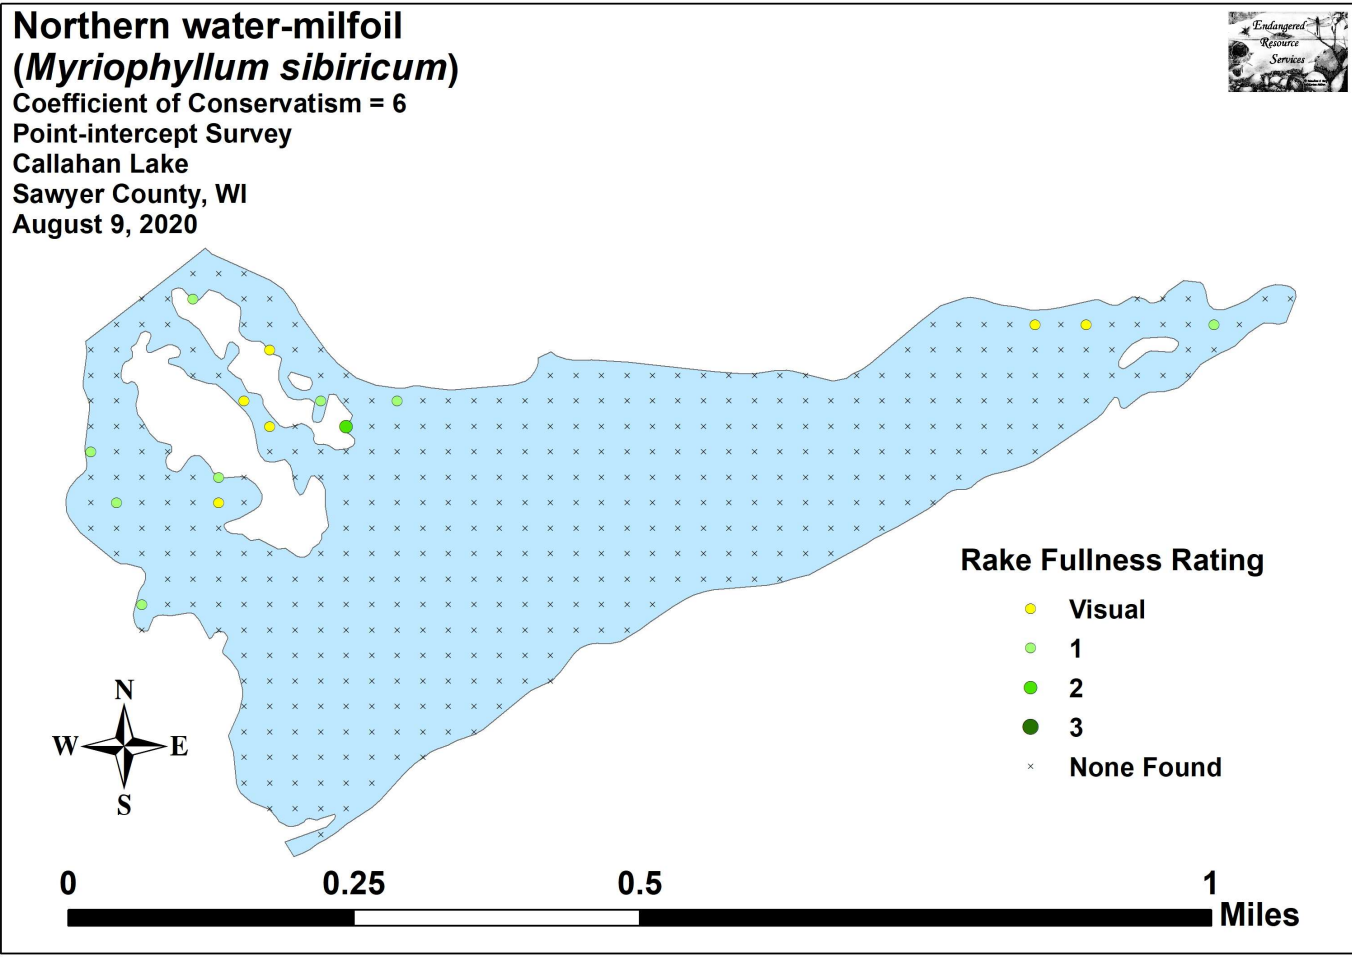 Northern water-milfoil
(Myriophyllum sibiricum)
Coefficient of Conservatism = 6
Point-intercept Survey
Callahan Lake
Sawyer County, WI
August 9, 2020
Endangered
Resource
Services
Rake Fullness Rating
Visual
1
2
3
None Found
N
W E
S
0 0.25 0.5 1
Miles